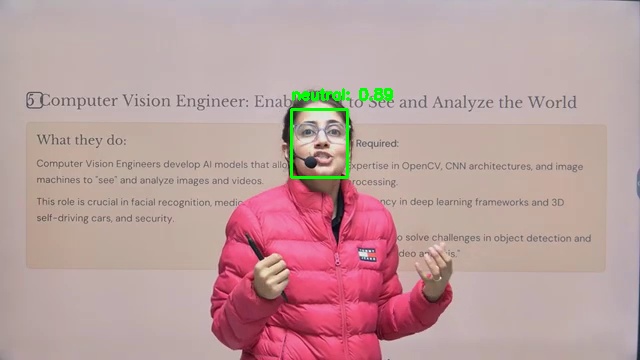 neutral: 0.89
5 Computer Vision Engineer: Enab to See and Analyze the World
What they do:
Required:
Computer Vision Engineers develop AI models that allo expertise in OpenCV, CNN architectures, and image
machines to "see" and analyze images and videos. processing.
This role is crucial in facial recognition, medic ncy in deep learning frameworks and 3D
self-driving cars, and security.
o solve challenges in object detection and
deo ana is."